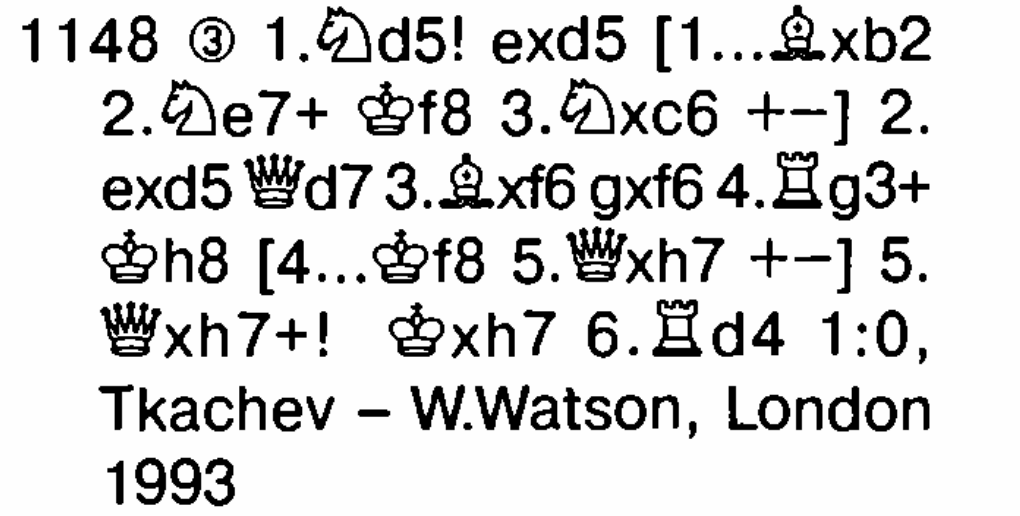 1148 ③ 1.♘d5! exd5 [1...♗xb2
2.♘e7+ ♔f8 3.♘xc6 +−] 2.
exd5 ♕d7 3.♗xf6 gxf6 4.♖g3+
♔h8 [4...♔f8 5.♕xh7 +−] 5.
♕xh7+! ♔xh7 6.♖d4 1:0,
Tkachev – W.Watson, London
1993